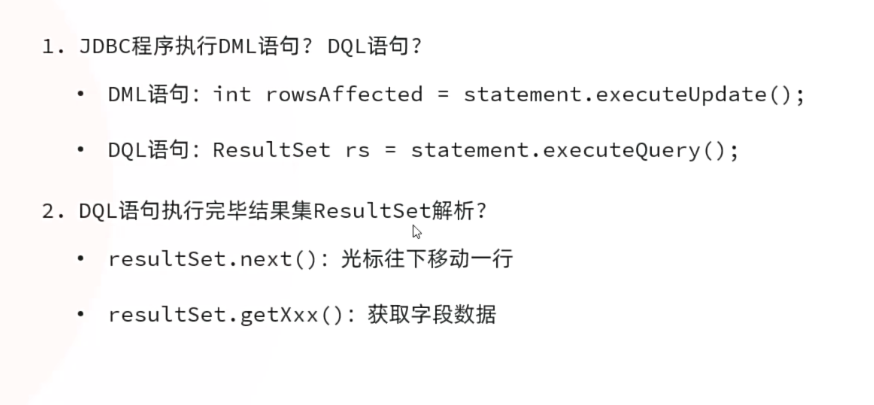 1. JDBC程序执行DML语句？DQL语句？
• DML语句：int rowsAffected = statement.executeUpdate();
• DQL语句：ResultSet rs = statement.executeQuery();
2. DQL语句执行完毕结果集ResultSet解析？
• resultSet.next()：光标往下移动一行
• resultSet.getXxx()：获取字段数据